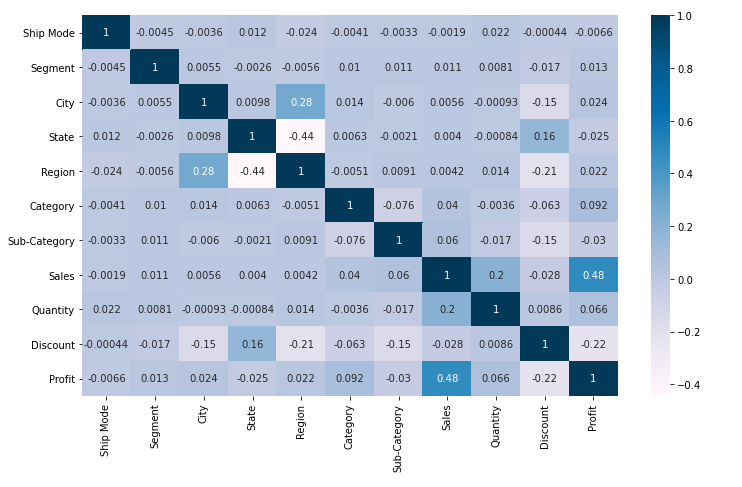 1.0
Ship Mode 1 -0.0045 -0.0036 0.012 -0.024 -0.0041 -0.0033 -0.0019 0.022 -0.00044 -0.0066
Segment -0.0045 1 0.0055 -0.0026 -0.0056 0.01 0.011 0.011 0.0081 -0.017 0.013
0.8
City -0.0036 0.0055 1 0.0098 0.28 0.014 -0.006 0.0056 -0.00093 -0.15 0.024
State 0.012 -0.0026 0.0098 1 -0.44 0.0063 -0.0021 0.004 -0.00084 0.16 -0.025
0.6
Region -0.024 -0.0056 0.28 -0.44 1 -0.0051 0.0091 0.0042 0.014 -0.21 0.022
0.4
Category -0.0041 0.01 0.014 0.0063 -0.0051 1 -0.076 0.04 -0.0036 -0.063 0.092
0.2
Sub-Category -0.0033 0.011 -0.006 -0.0021 0.0091 -0.076 1 0.06 -0.017 -0.15 -0.03
Sales -0.0019 0.011 0.0056 0.004 0.0042 0.04 0.06 1 0.2 -0.028 0.48
0.0
Quantity 0.022 0.0081 -0.00093 -0.00084 0.014 -0.0036 -0.017 0.2 1 0.0086 0.066
−0.2
Discount -0.00044 -0.017 -0.15 0.16 -0.21 -0.063 -0.15 -0.028 0.0086 1 -0.22
Profit -0.0066 0.013 0.024 -0.025 0.022 0.092 -0.03 0.48 0.066 -0.22 1
−0.4
Ship Mode Segment City State Region Category Sub-Category Sales Quantity Discount Profit